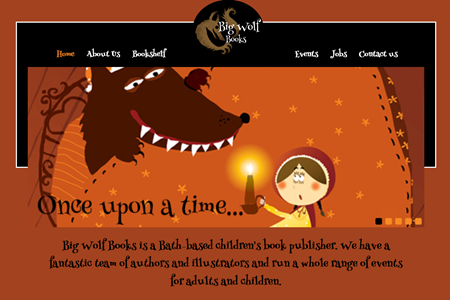 Big Wolf
Books
Home About Us Bookshelf Events Jobs Contact us
Once upon a time...
Big Wolf Books is a Bath-based children's book publisher. We have a
fantastic team of authors and illustrators and run a whole range of events
for adults and children.